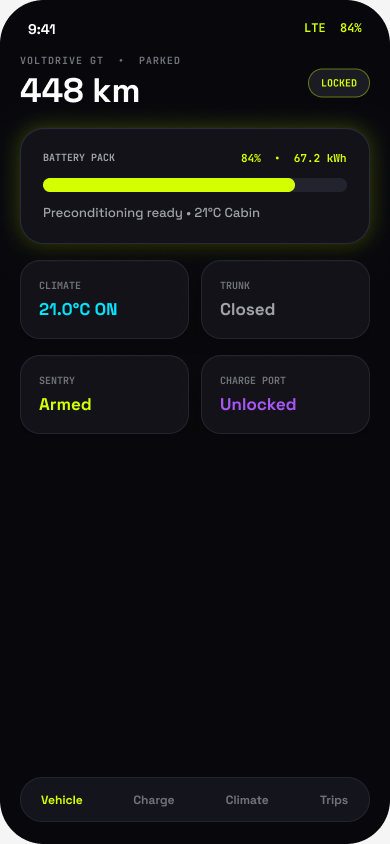 9:41
LTE 84%
VOLTDRIVE GT • PARKED
448 km
LOCKED
BATTERY PACK
84% • 67.2 kWh
Preconditioning ready • 21°C Cabin
CLIMATE
21.0°C ON
TRUNK
Closed
SENTRY
Armed
CHARGE PORT
Unlocked
Vehicle
Charge
Climate
Trips